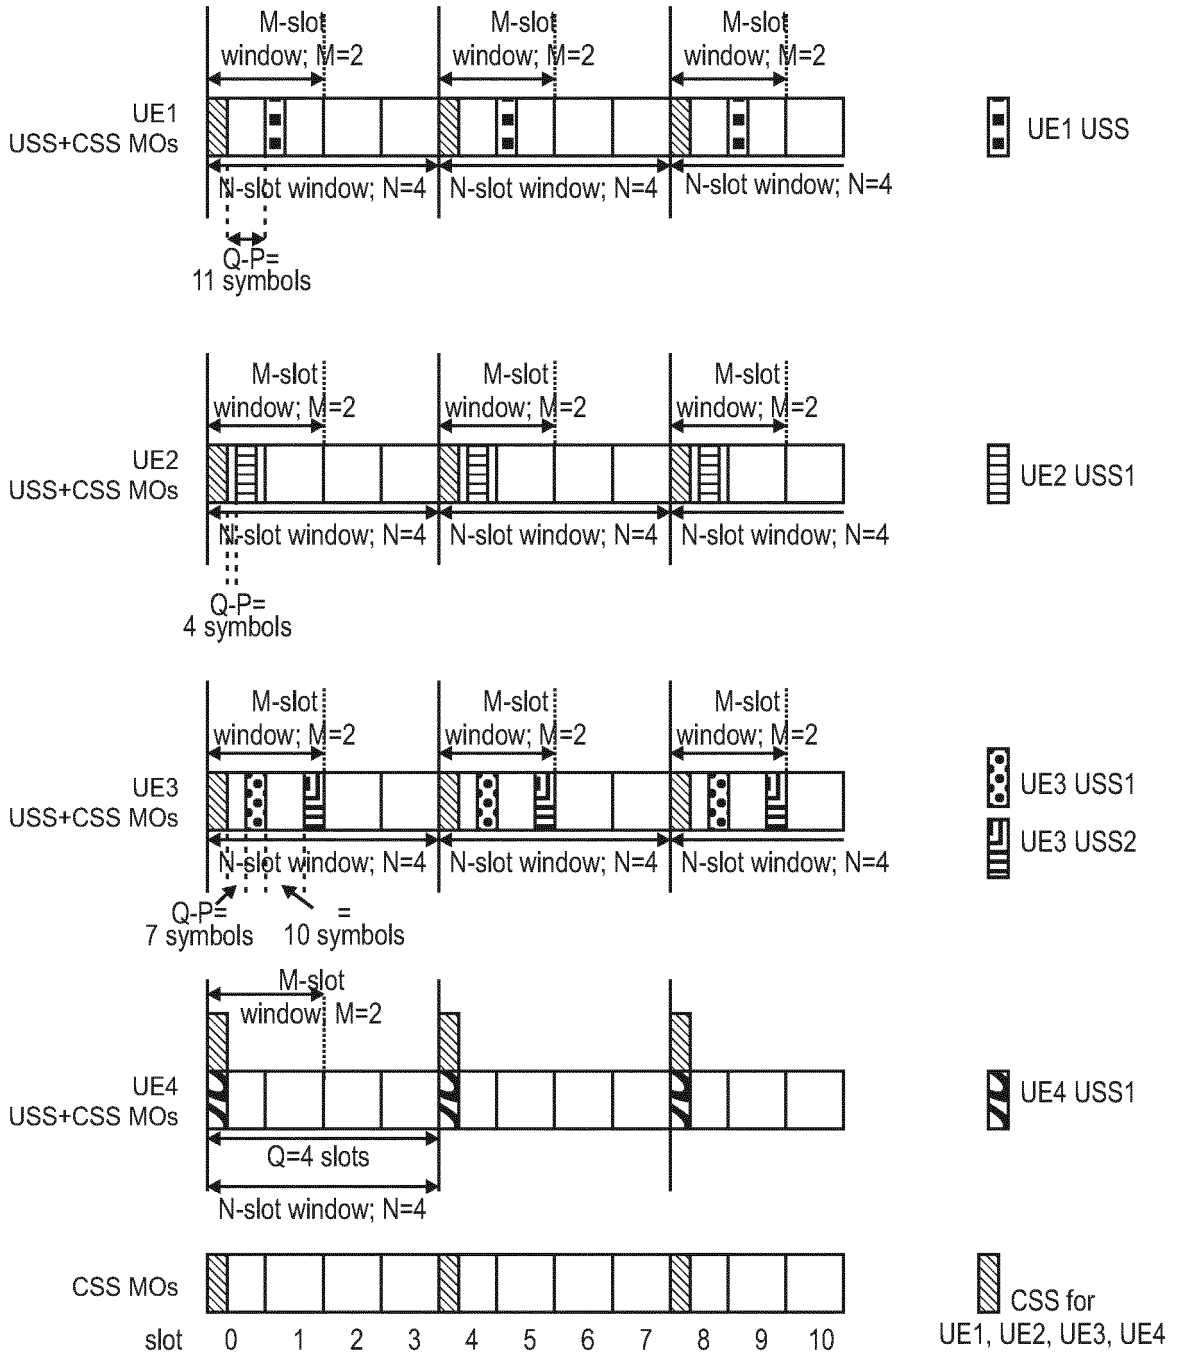 M-slot M-slot M-slot
window; M=2 window; M=2 window; M=2
UE1
USS+CSS MOs
UE1 USS
N-slot window; N=4 N-slot window; N=4 N-slot window; N=4
Q-P=
11 symbols
M-slot M-slot M-slot
window; M=2 window; M=2 window; M=2
UE2
USS+CSS MOs
UE2 USS1
N-slot window; N=4 N-slot window; N=4 N-slot window; N=4
Q-P=
4 symbols
M-slot M-slot M-slot
window; M=2 window; M=2 window; M=2
UE3
USS+CSS MOs
UE3 USS1
UE3 USS2
N-slot window; N=4 N-slot window; N=4 N-slot window; N=4
Q-P= =
7 symbols 10 symbols
M-slot
window M=2
UE4
USS+CSS MOs
UE4 USS1
Q=4 slots
N-slot window; N=4
CSS MOs
CSS for
UE1, UE2, UE3, UE4
slot 0 1 2 3 4 5 6 7 8 9 10